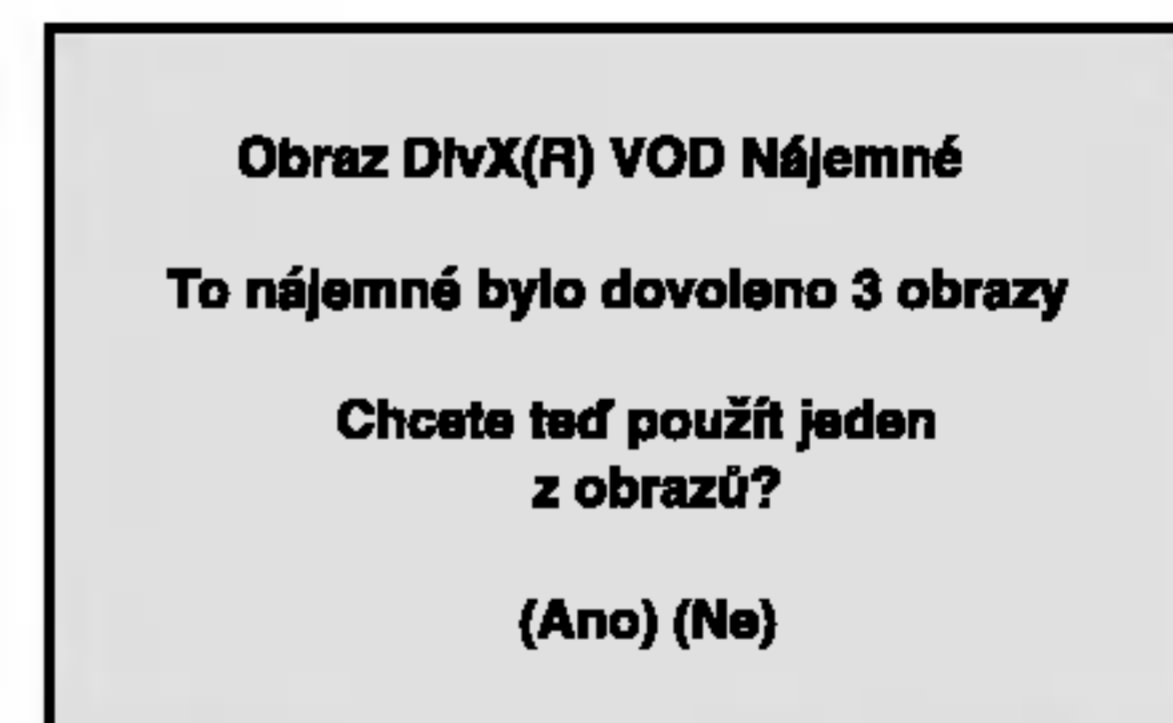 Obraz DivX(R) VOD Nájemné
To nájemné bylo dovoleno 3 obrazy
Chcete teď použít jeden
z obrazů?
(Ano) (Ne)